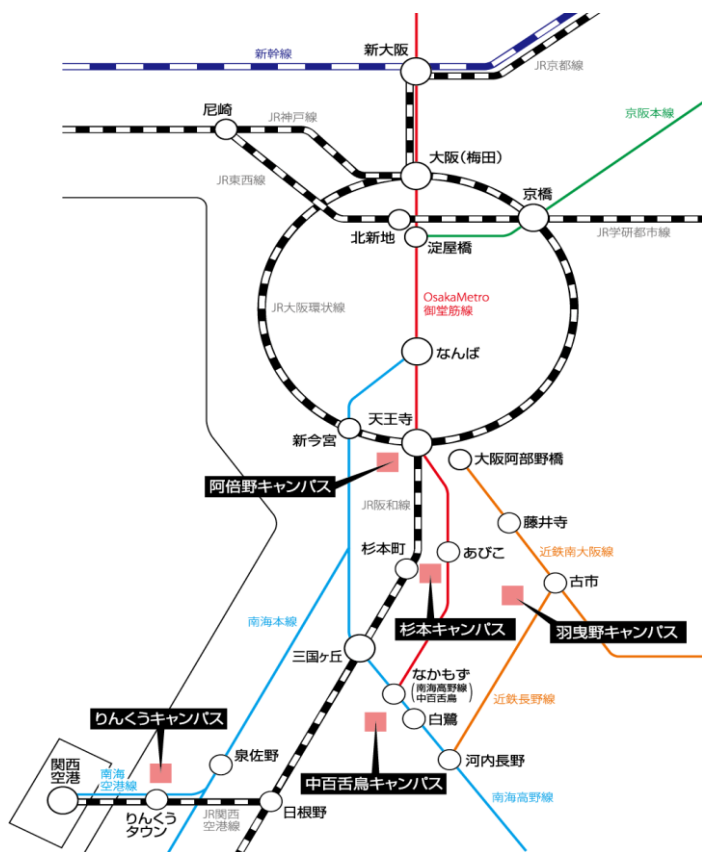 新大阪
新幹線
JR京都線
尼崎
JR神戸線
京阪本線
大阪(梅田)
JR東西線
京橋
北新地
淀屋橋
JR学研都市線
JR大阪環状線
OsakaMetro
御堂筋線
なんば
天王寺
新今宮
大阪阿部野橋
阿倍野キャンパス
JR阪和線
藤井寺
杉本町
あびこ
近鉄南大阪線
古市
南海本線
杉本キャンパス
羽曳野キャンパス
三国ヶ丘
なかもず
(南海高野線
中百舌鳥)
近鉄長野線
りんくうキャンパス
白鷺
泉佐野
関西
空港
南海
空港線
中百舌鳥キャンパス
河内長野
りんくう
タウン
JR関西
空港線
日根野
南海高野線